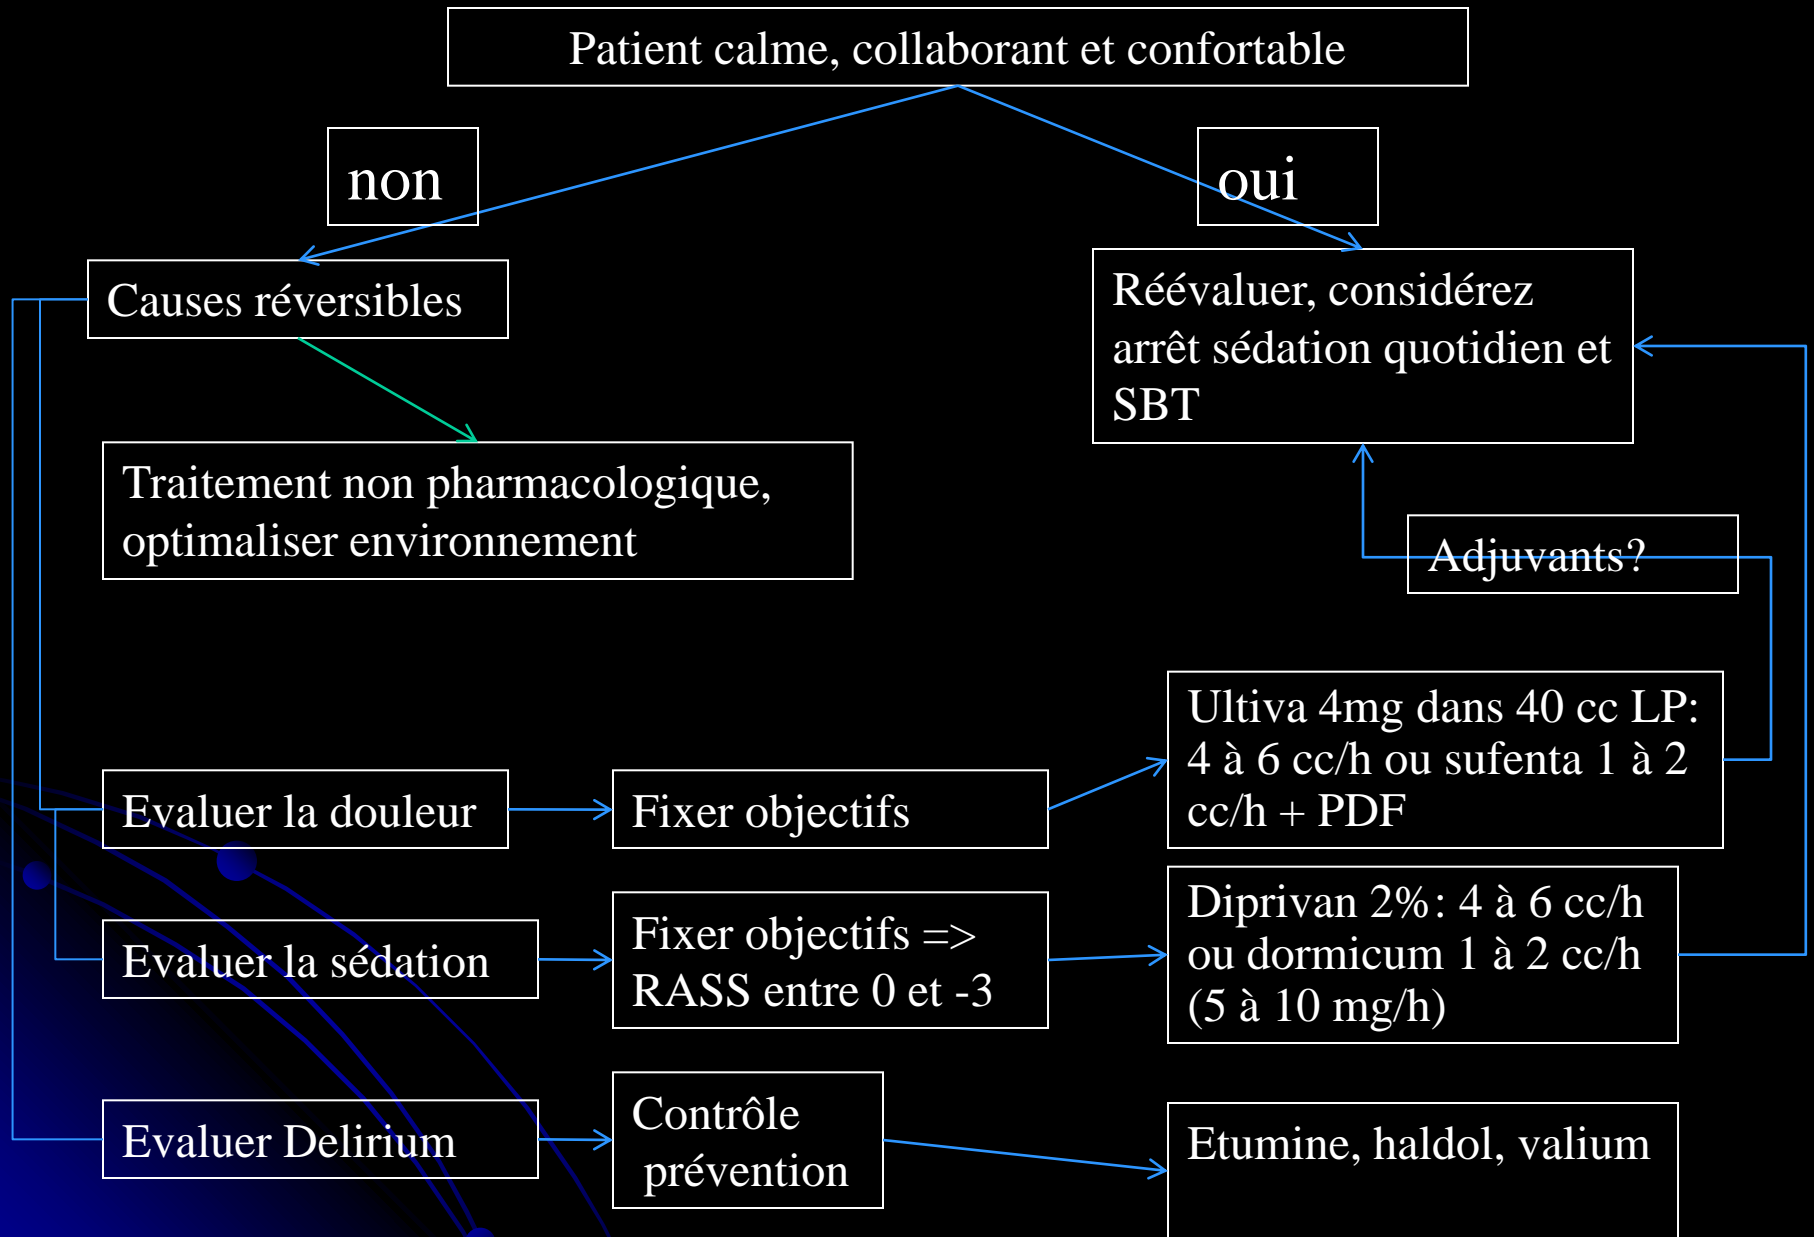 Patient calme, collaborant et confortable
non
oui
Causes réversibles
Réévaluer, considérez
arrêt sédation quotidien et
SBT
Traitement non pharmacologique,
optimaliser environnement
Adjuvants?
Evaluer la douleur
Fixer objectifs
Ultiva 4mg dans 40 cc LP:
4 à 6 cc/h ou sufenta 1 à 2
cc/h + PDF
Evaluer la sédation
Fixer objectifs =>
RASS entre 0 et -3
Diprivan 2%: 4 à 6 cc/h
ou dormicum 1 à 2 cc/h
(5 à 10 mg/h)
Evaluer Delirium
Contrôle
prévention
Etumine, haldol, valium